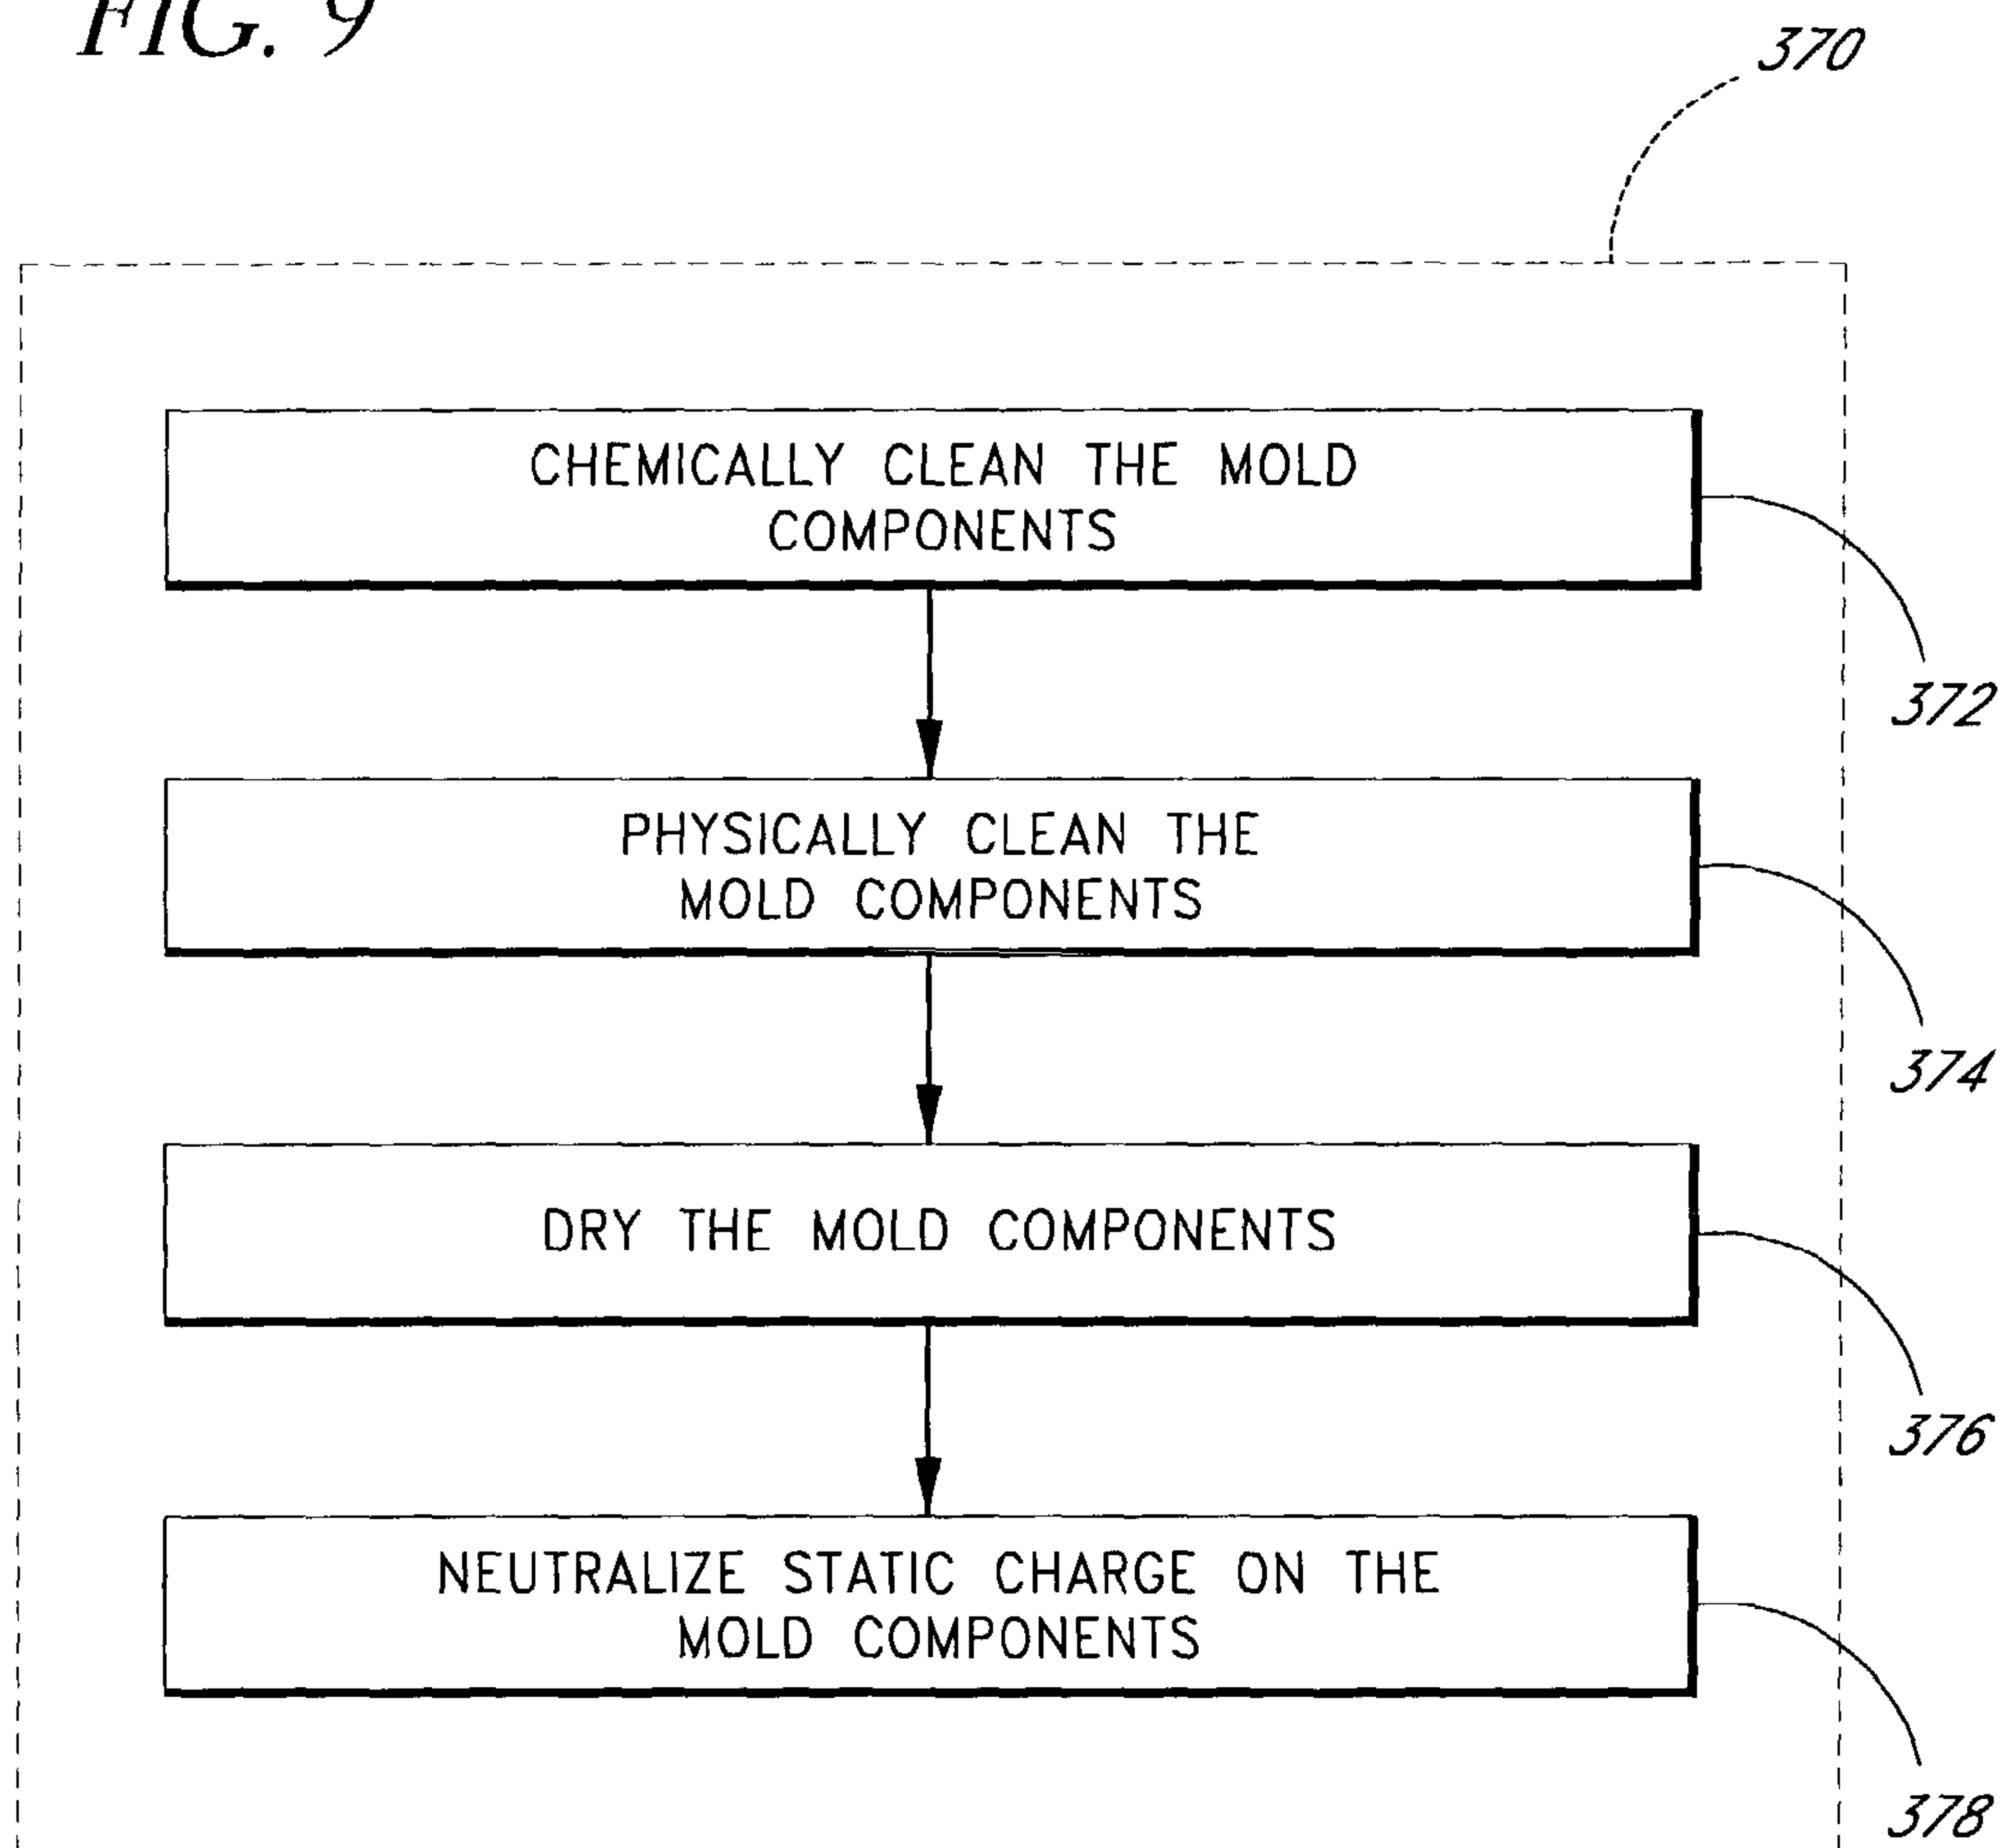 FIG. 9
370
CHEMICALLY CLEAN THE MOLD
COMPONENTS
372
PHYSICALLY CLEAN THE
MOLD COMPONENTS
374
DRY THE MOLD COMPONENTS
376
NEUTRALIZE STATIC CHARGE ON THE
MOLD COMPONENTS
378